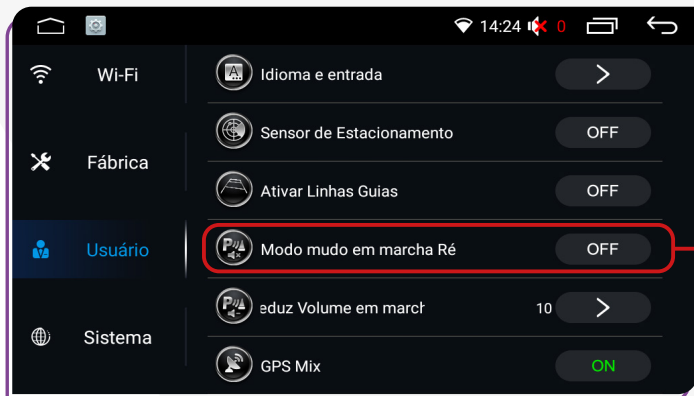 14:24 0
Wi-Fi
Fábrica
Usuário
Sistema
Idioma e entrada
Sensor de Estacionamento OFF
Ativar Linhas Guias OFF
Modo mudo em marcha Ré OFF
eduz Volume em march 10
GPS Mix ON